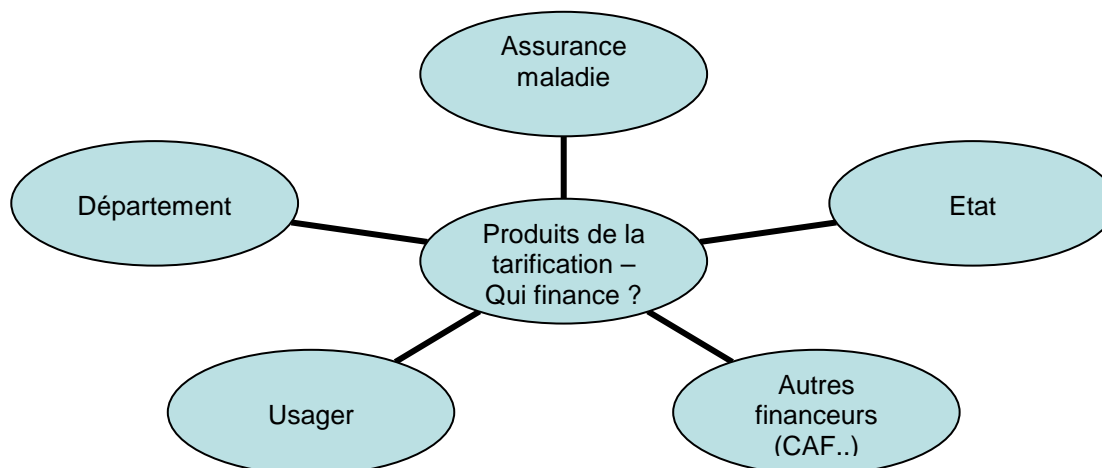 Assurance
maladie
Département
Etat
Produits de la
tarification –
Qui finance ?
Usager
Autres
financeurs
(CAF..)